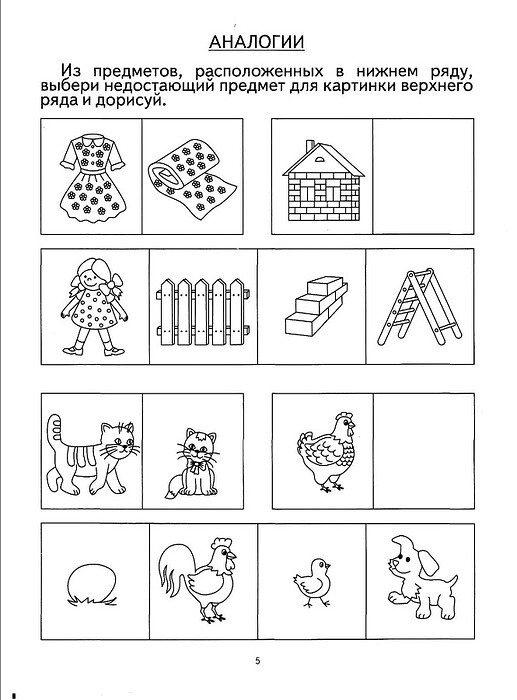 АНАЛОГИИ
Из предметов, расположенных в нижнем ряду,
выбери недостающий предмет для картинки верхнего
ряда и дорисуй.
5